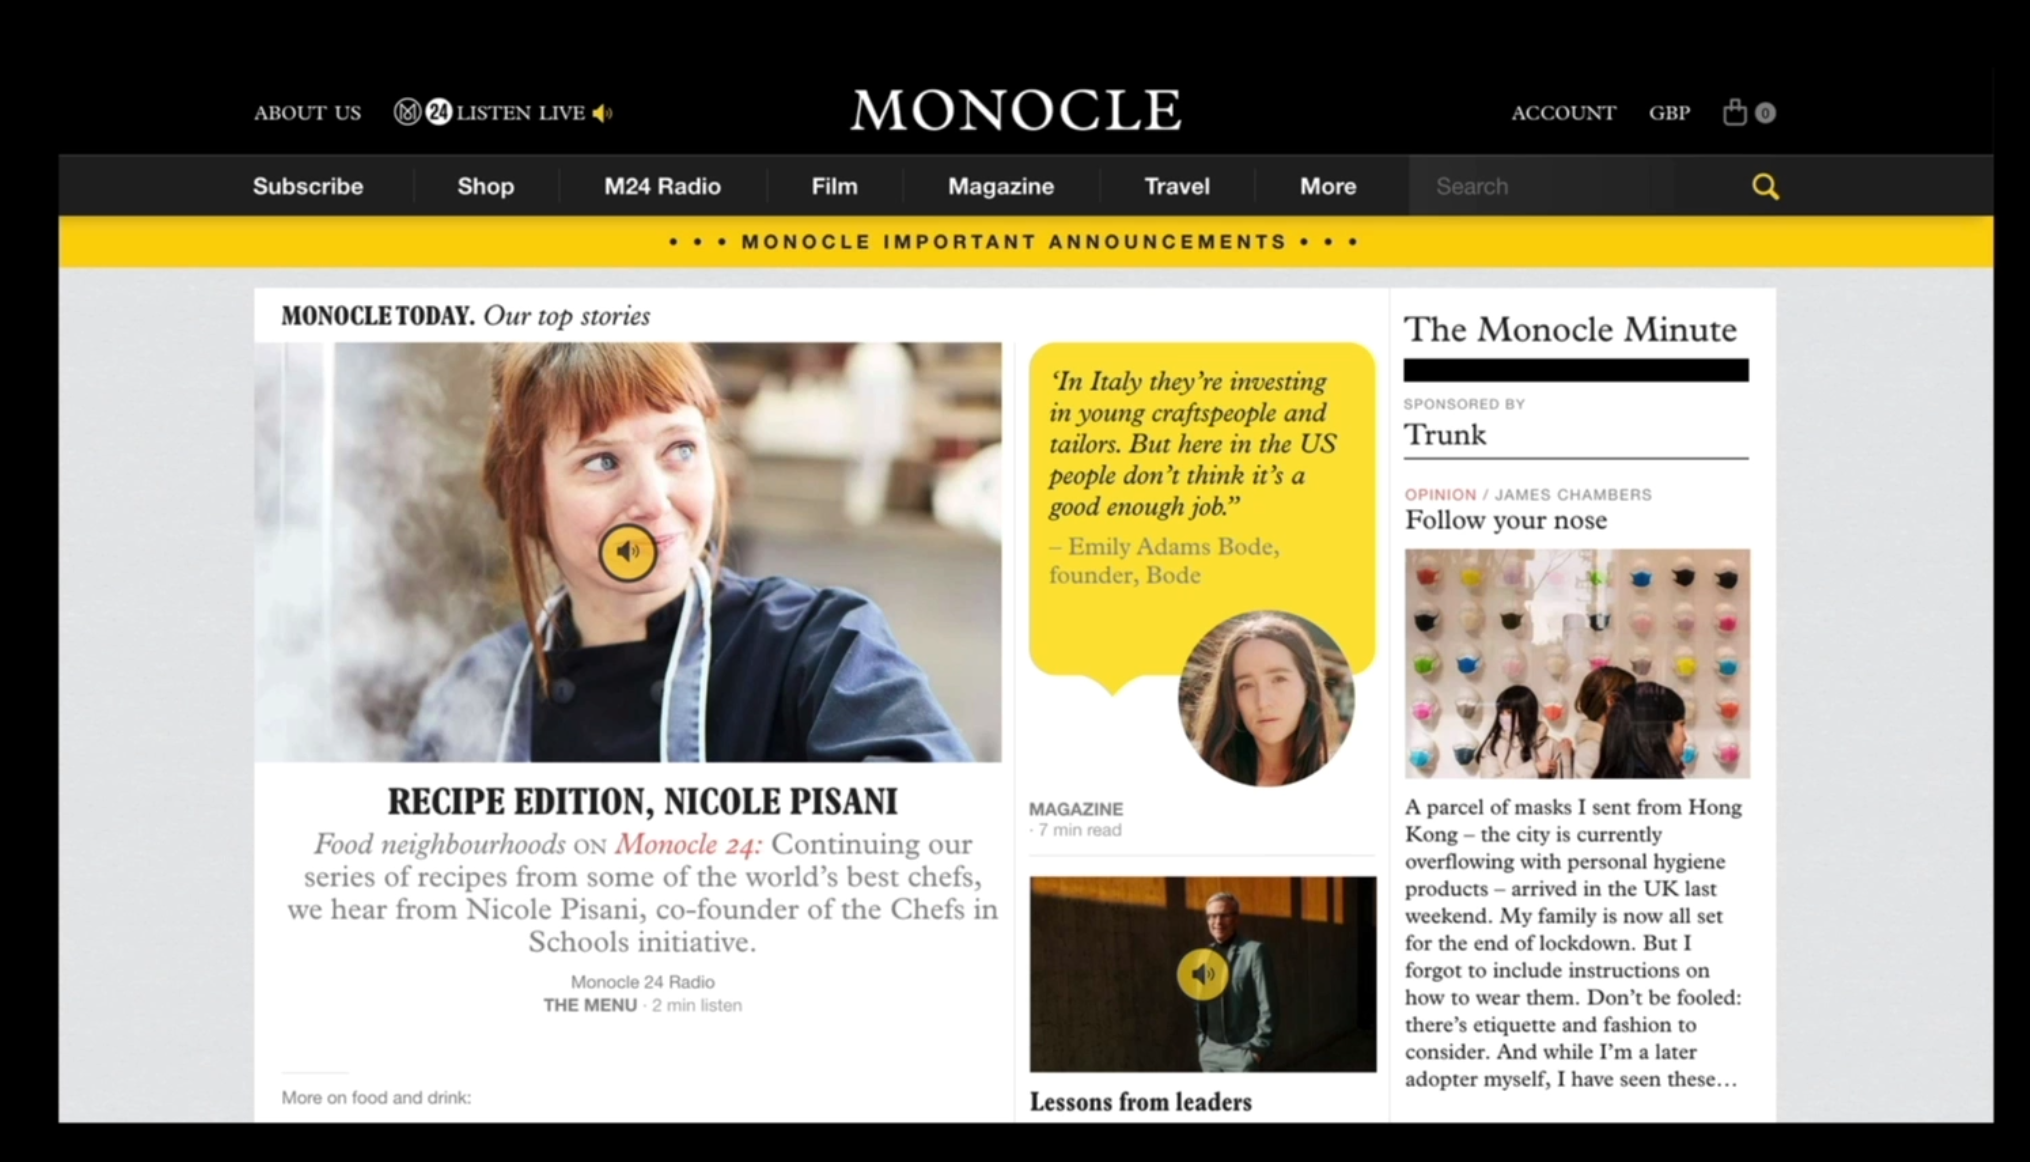 ABOUT US
24 LISTEN LIVE
MONOCLE
ACCOUNT
GBP
0
Subscribe
Shop
M24 Radio
Film
Magazine
Travel
More
Search
• • • MONOCLE IMPORTANT ANNOUNCEMENTS • • •
MONOCLE TODAY. Our top stories
RECIPE EDITION, NICOLE PISANI
Food neighbourhoods ON Monocle 24: Continuing our
series of recipes from some of the world's best chefs,
we hear from Nicole Pisani, co-founder of the Chefs in
Schools initiative.
Monocle 24 Radio
THE MENU · 2 min listen
More on food and drink:
‘In Italy they’re investing
in young craftspeople and
tailors. But here in the US
people don’t think it’s a
good enough job.”
– Emily Adams Bode,
founder, Bode
MAGAZINE
· 7 min read
Lessons from leaders
The Monocle Minute
SPONSORED BY
Trunk
OPINION / JAMES CHAMBERS
Follow your nose
A parcel of masks I sent from Hong
Kong – the city is currently
overflowing with personal hygiene
products – arrived in the UK last
weekend. My family is now all set
for the end of lockdown. But I
forgot to include instructions on
how to wear them. Don’t be fooled:
there’s etiquette and fashion to
consider. And while I’m a later
adopter myself, I have seen these…